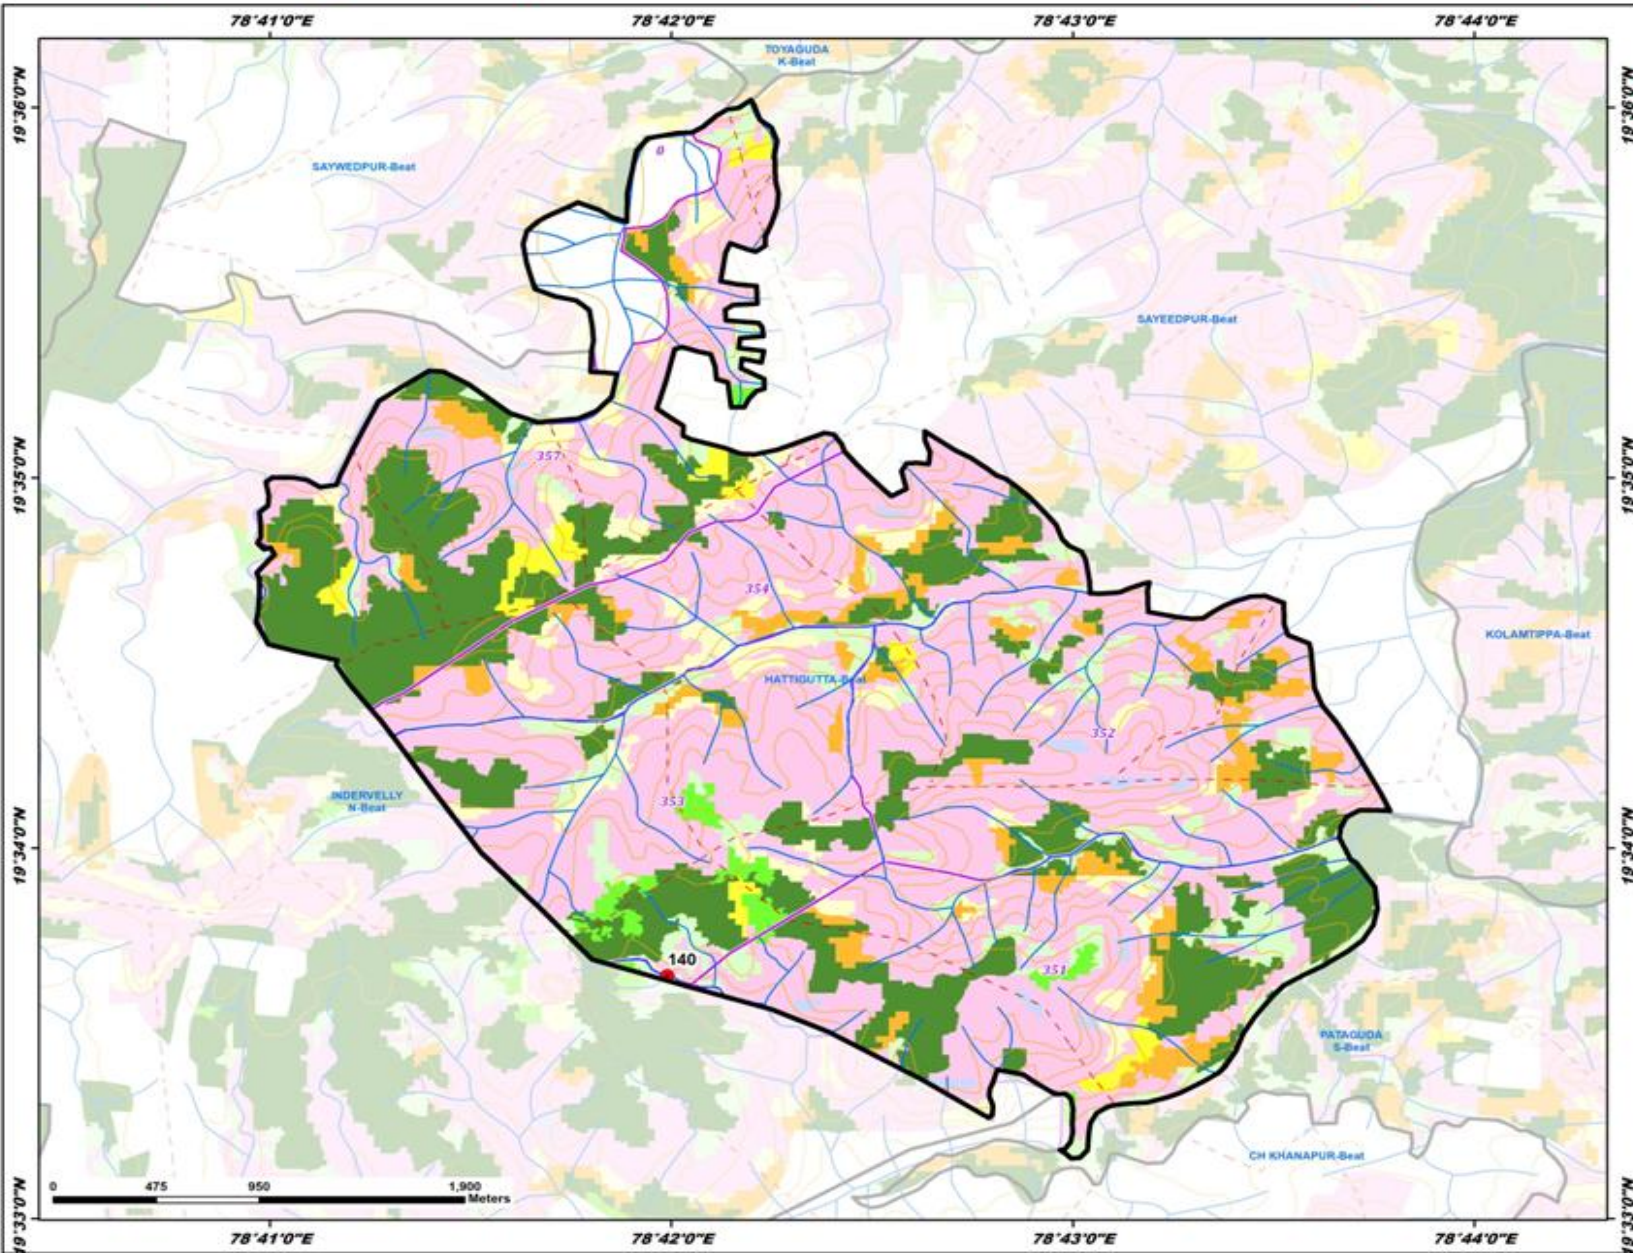 78°41'0"E 78°42'0"E 78°43'0"E 78°44'0"E
TOYAGUDA
K-Beat
19°36'0"N 19°36'0"N
0
SAYWEDPUR-Beat
SAYEEDPUR-Beat
357
19°35'0"N 19°35'0"N
354
KOLAMTIPPA-Beat
HATTIGUTTA-Beat
352
INDERVELLY
N-Beat
353
19°34'0"N 19°34'0"N
140
351
PATAGUDA
S-Beat
CH KHANAPUR-Beat
0 475 950 1,900
Meters
19°33'0"N 19°33'0"N
78°41'0"E 78°42'0"E 78°43'0"E 78°44'0"E